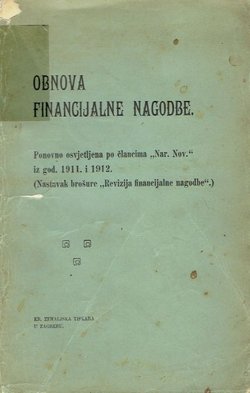 OBNOVA
FINANCIJALNE NAGODBE.
Ponovno osvjetljena po člancima „Nar. Nov.“
iz god. 1911. i 1912.
(Nastavak brošure „Revizija financijalne nagodbe“.)
KR. ZEMALJSKA TISKARA
U ZAGREBU.